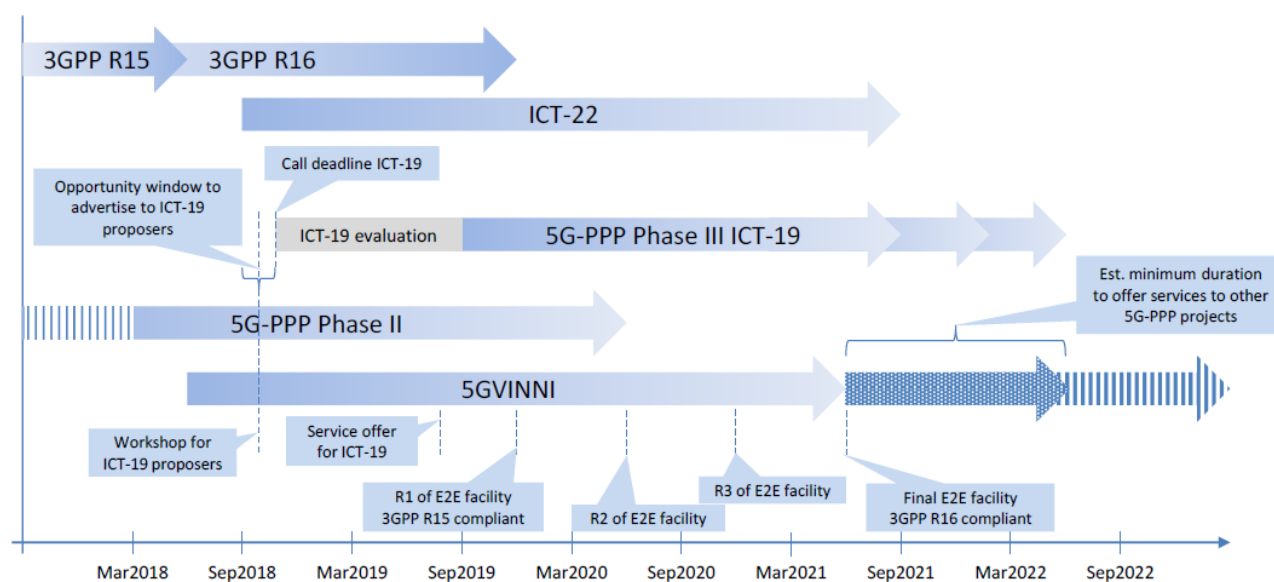 3GPP R15
3GPP R16
ICT-22
Call deadline ICT-19
Opportunity window to
advertise to ICT-19
proposers
ICT-19 evaluation
5G-PPP Phase III ICT-19
Est. minimum duration
to offer services to other
5G-PPP projects
5G-PPP Phase II
5GVINNI
Workshop for
ICT-19 proposers
Service offer
for ICT-19
R1 of E2E facility
3GPP R15 compliant
R2 of E2E facility
R3 of E2E facility
Final E2E facility
3GPP R16 compliant
Mar2018
Sep2018
Mar2019
Sep2019
Mar2020
Sep2020
Mar2021
Sep2021
Mar2022
Sep2022